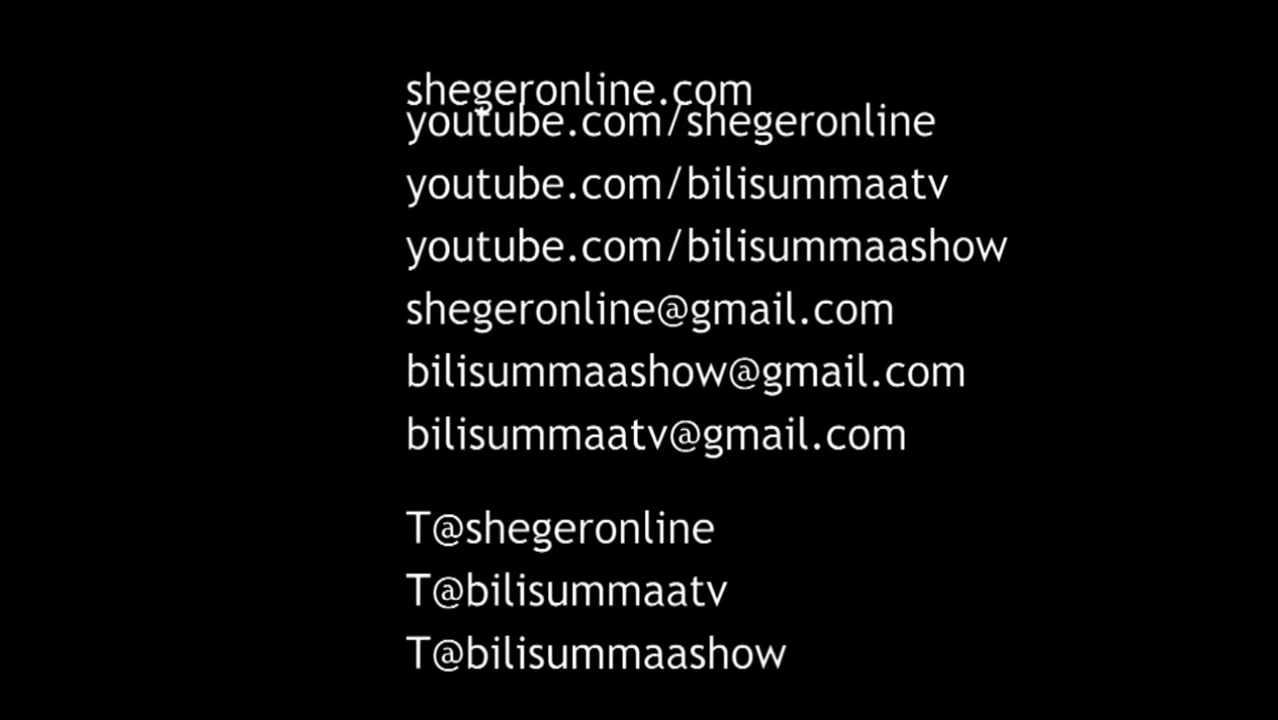 shegeronline.com
youtube.com/shegeronline
youtube.com/bilisummaatv
youtube.com/bilisummaashow
shegeronline@gmail.com
bilisummaashow@gmail.com
bilisummaatv@gmail.com
T@shegeronline
T@bilisummaatv
T@bilisummaashow